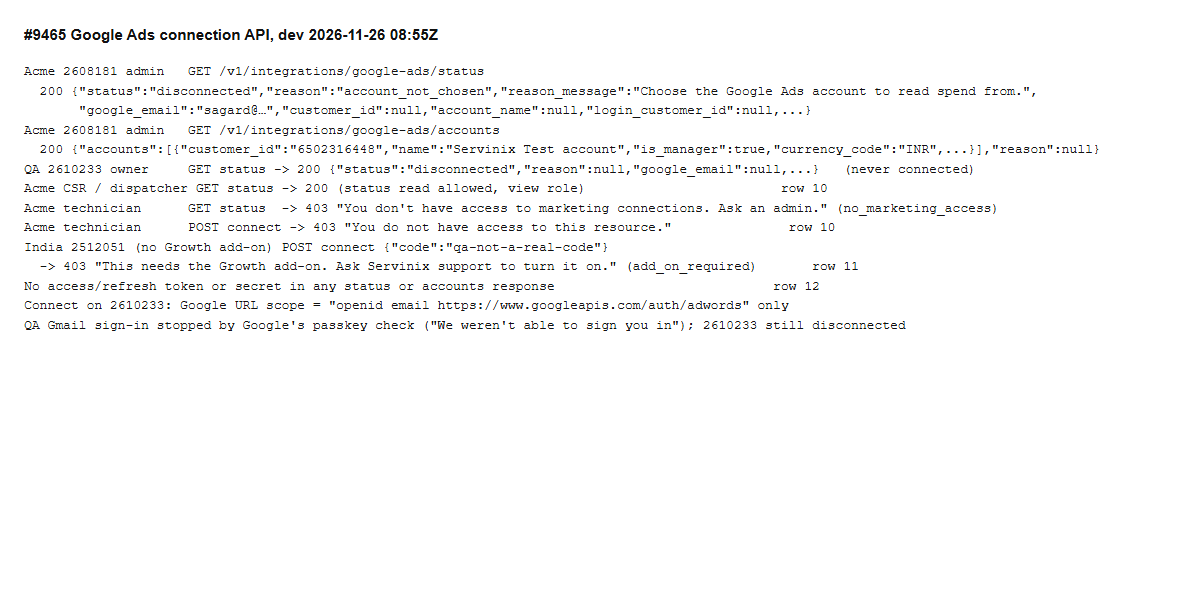 #9465 Google Ads connection API, dev 2026-11-26 08:55Z
Acme 2608181 admin   GET /v1/integrations/google-ads/status
  200 {"status":"disconnected","reason":"account_not_chosen","reason_message":"Choose the Google Ads account to read spend from.",
       "google_email":"sagard@…","customer_id":null,"account_name":null,"login_customer_id":null,...}
Acme 2608181 admin   GET /v1/integrations/google-ads/accounts
  200 {"accounts":[{"customer_id":"6502316448","name":"Servinix Test account","is_manager":true,"currency_code":"INR",...}],"reason":null}
QA 2610233 owner     GET status -> 200 {"status":"disconnected","reason":null,"google_email":null,...}   (never connected)
Acme CSR / dispatcher GET status -> 200 (status read allowed, view role)                         row 10
Acme technician      GET status  -> 403 "You don't have access to marketing connections. Ask an admin." (no_marketing_access)
Acme technician      POST connect -> 403 "You do not have access to this resource."               row 10
India 2512051 (no Growth add-on) POST connect {"code":"qa-not-a-real-code"}
  -> 403 "This needs the Growth add-on. Ask Servinix support to turn it on." (add_on_required)       row 11
No access/refresh token or secret in any status or accounts response                            row 12
Connect on 2610233: Google URL scope = "openid email https://www.googleapis.com/auth/adwords" only
QA Gmail sign-in stopped by Google's passkey check ("We weren't able to sign you in"); 2610233 still disconnected